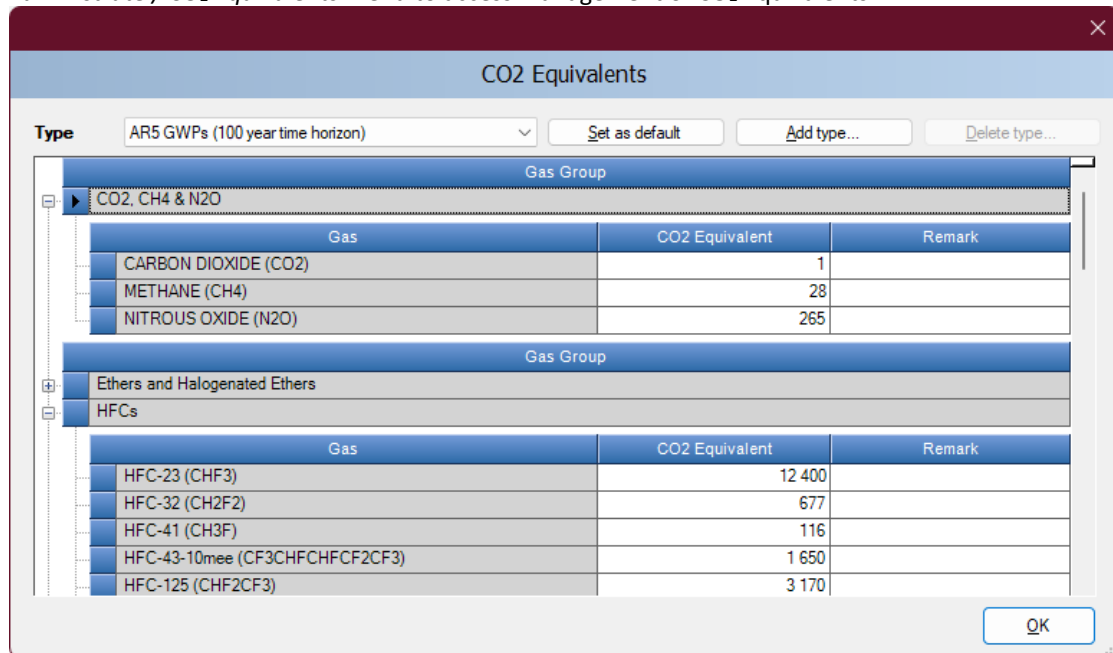 CO2 Equivalents
Type AR5 GWPs (100 year time horizon) Set as default Add type... Delete type...
Gas Group
CO2, CH4 & N2O
Gas CO2 Equivalent Remark
CARBON DIOXIDE (CO2) 1
METHANE (CH4) 28
NITROUS OXIDE (N2O) 265
Gas Group
Ethers and Halogenated Ethers
HFCs
Gas CO2 Equivalent Remark
HFC-23 (CHF3) 12 400
HFC-32 (CH2F2) 677
HFC-41 (CH3F) 116
HFC-43-10mee (CF3CHFCHFCF2CF3) 1 650
HFC-125 (CHF2CF3) 3 170
OK